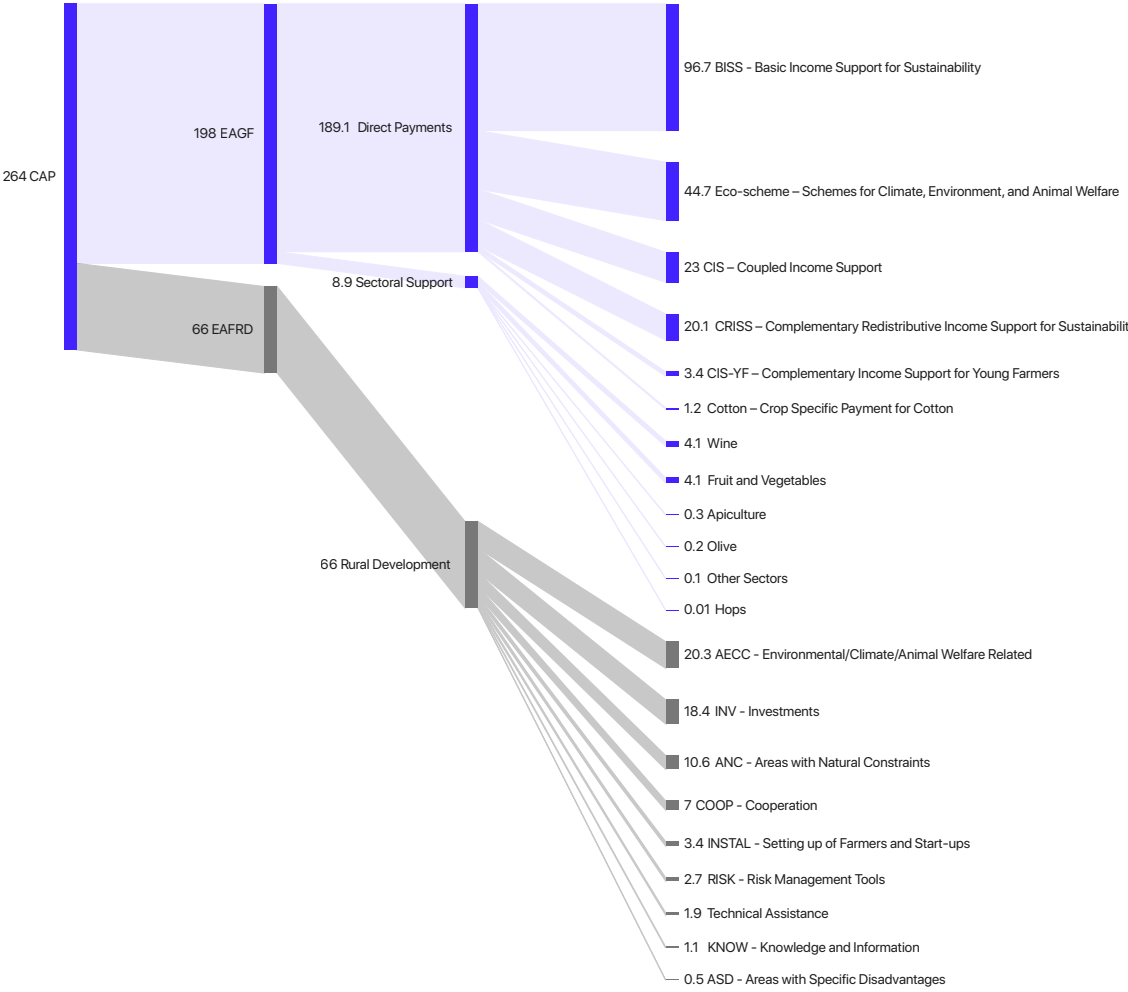 264 CAP
198 EAGF
66 EAFRD
189.1 Direct Payments
8.9 Sectoral Support
66 Rural Development
96.7 BISS - Basic Income Support for Sustainability
44.7 Eco-scheme – Schemes for Climate, Environment, and Animal Welfare
23 CIS – Coupled Income Support
20.1 CRISS – Complementary Redistributive Income Support for Sustainabilit
3.4 CIS-YF – Complementary Income Support for Young Farmers
1.2 Cotton – Crop Specific Payment for Cotton
4.1 Wine
4.1 Fruit and Vegetables
0.3 Apiculture
0.2 Olive
0.1 Other Sectors
0.01 Hops
20.3 AECC - Environmental/Climate/Animal Welfare Related
18.4 INV - Investments
10.6 ANC - Areas with Natural Constraints
7 COOP - Cooperation
3.4 INSTAL - Setting up of Farmers and Start-ups
2.7 RISK - Risk Management Tools
1.9 Technical Assistance
1.1 KNOW - Knowledge and Information
0.5 ASD - Areas with Specific Disadvantages